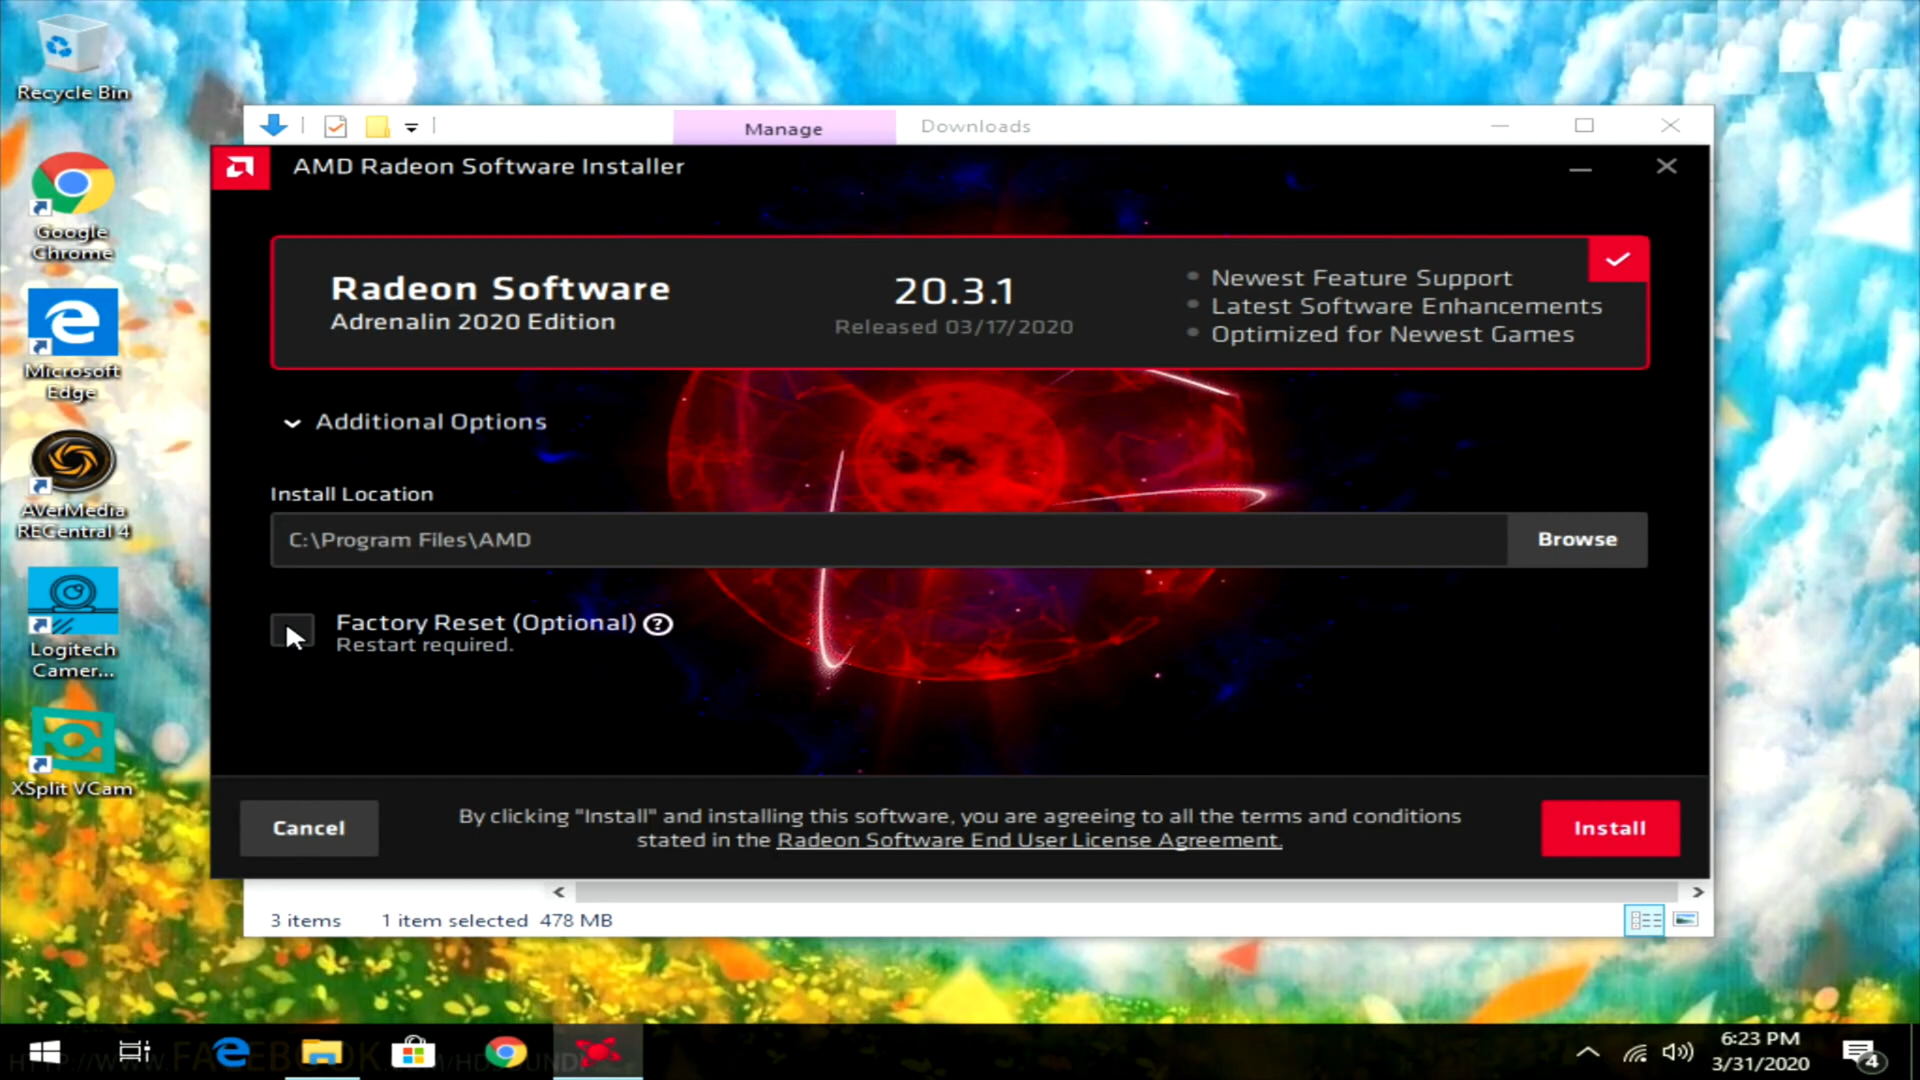 Recycle Bin
Google
Chrome
Microsoft
Edge
AVerMedia
RECentral 4
Logitech
Camer...
XSplit VCam
Manage
Downloads
AMD Radeon Software Installer
Radeon Software
Adrenalin 2020 Edition
20.3.1
Released 03/17/2020
Newest Feature Support
Latest Software Enhancements
Optimized for Newest Games
Additional Options
Install Location
C:\Program Files\AMD
Browse
Factory Reset (Optional) ?
Restart required.
Cancel
By clicking "Install" and installing this software, you are agreeing to all the terms and conditions
stated in the Radeon Software End User License Agreement.
Install
3 items 1 item selected 478 MB
6:23 PM
3/31/2020
4